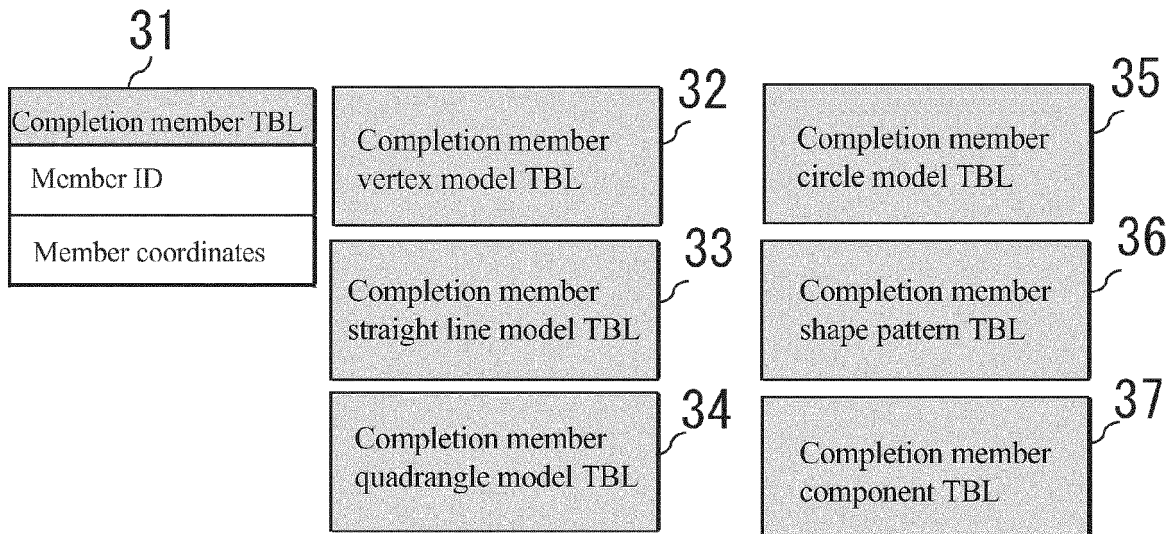 31
Completion member TBL
Member ID
Member coordinates
32
Completion member
vertex model TBL
33
Completion member
straight line model TBL
34
Completion member
quadrangle model TBL
35
Completion member
circle model TBL
36
Completion member
shape pattern TBL
37
Completion member
component TBL